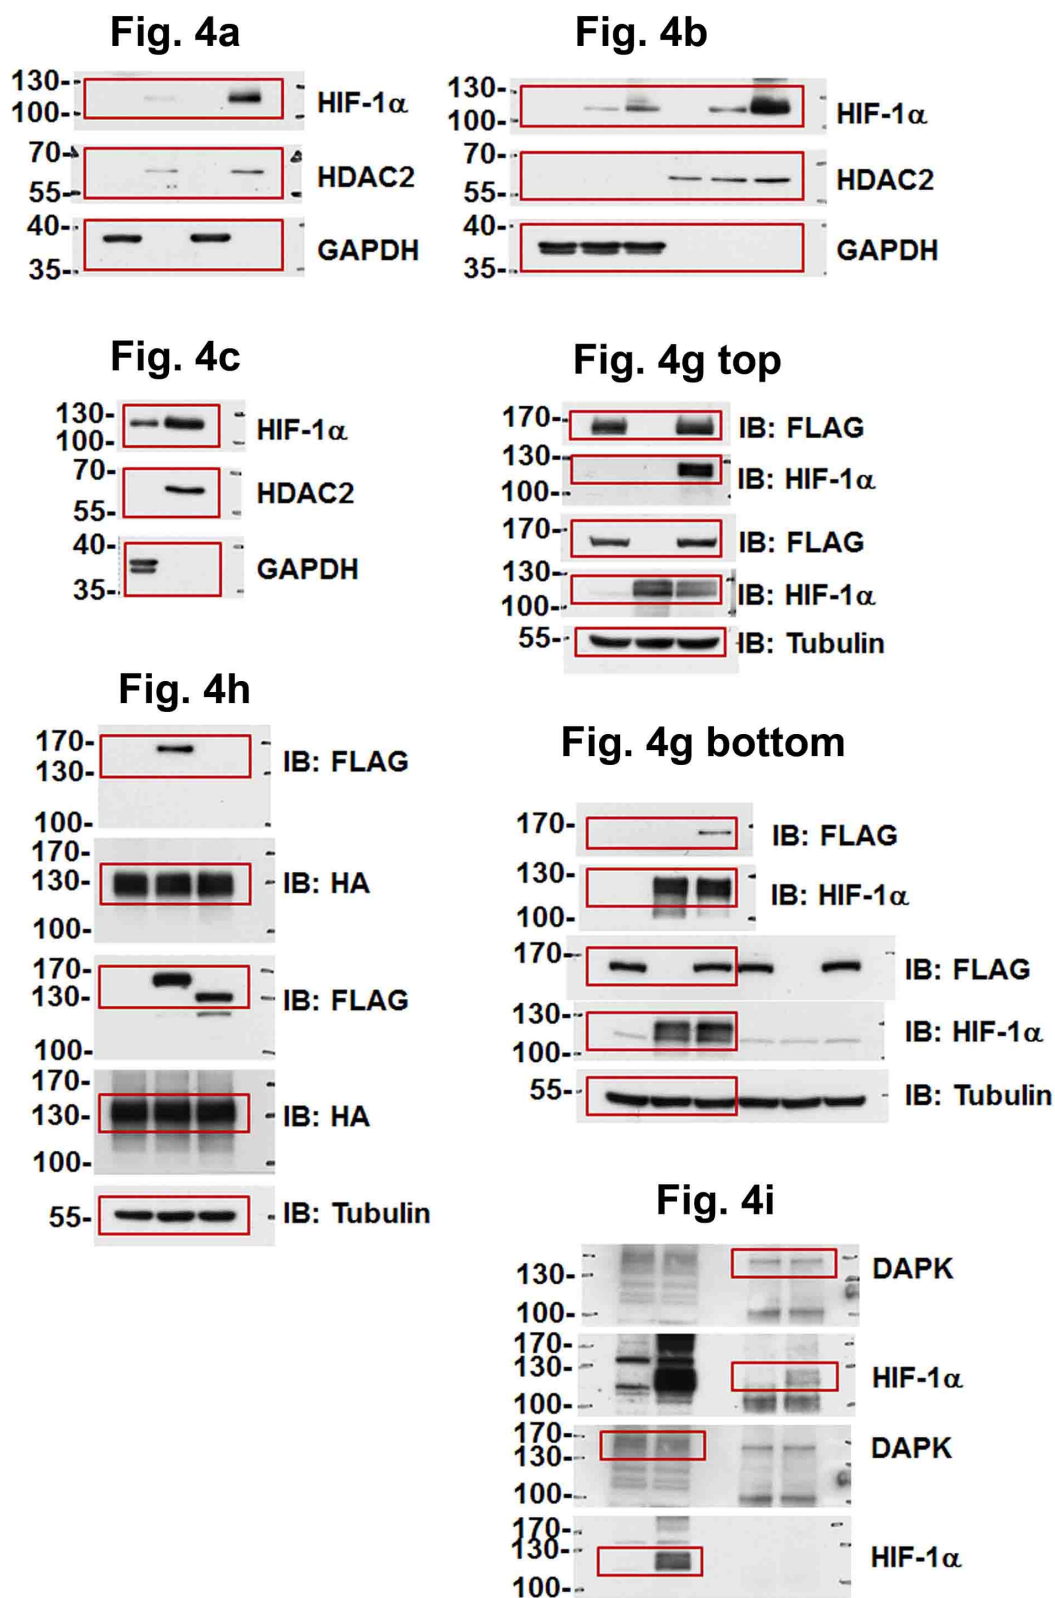 Fig. 4a
130-
100-
HIF-1α
70-
55-
HDAC2
40-
35-
GAPDH
Fig. 4b
130-
100-
HIF-1α
70-
55-
HDAC2
40-
35-
GAPDH
Fig. 4c
130-
100-
HIF-1α
70-
55-
HDAC2
40-
35-
GAPDH
Fig. 4g top
170-
IB: FLAG
130-
100-
IB: HIF-1α
170-
IB: FLAG
130-
100-
IB: HIF-1α
55-
IB: Tubulin
Fig. 4h
170-
130-
100-
IB: FLAG
170-
130-
100-
IB: HA
170-
130-
100-
IB: FLAG
170-
130-
100-
IB: HA
55-
IB: Tubulin
Fig. 4g bottom
170-
IB: FLAG
130-
100-
IB: HIF-1α
170-
IB: FLAG
130-
100-
IB: HIF-1α
55-
IB: Tubulin
Fig. 4i
130-
100-
DAPK
170-
130-
100-
HIF-1α
170-
130-
100-
DAPK
170-
130-
100-
HIF-1α